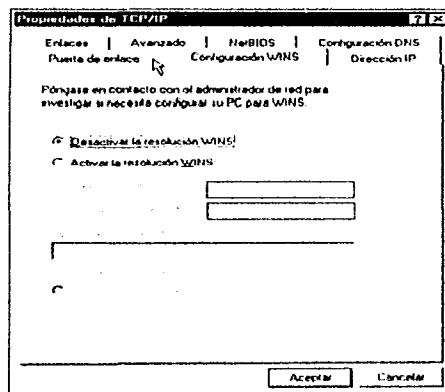 Propiedades de TCP/IP
Enlaces | Avanzado | NetBIOS | Configuración DNS
Puerta de enlace | Configuración WINS | Dirección IP
Póngase en contacto con el administrador de red para
investigar si necesita configurar su PC para WINS.
Desactivar la resolución WINS
Activar la resolución WINS
Aceptar
Cancelar